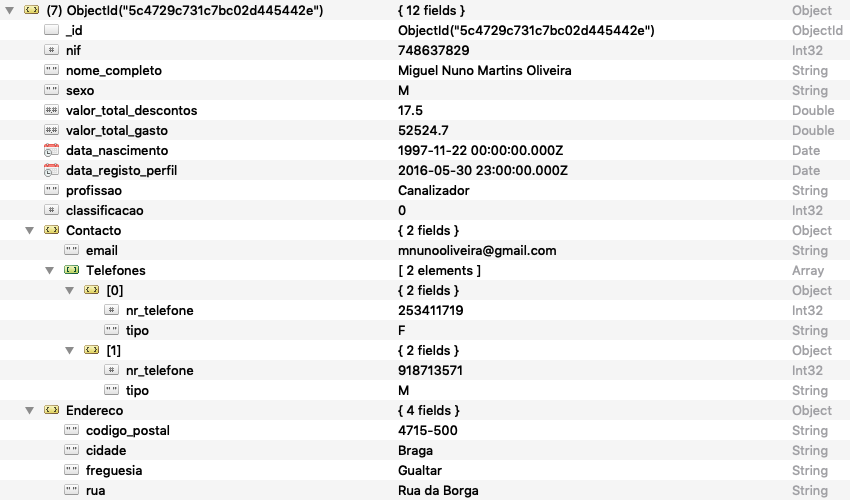 (7) ObjectId("5c4729c731c7bc02d445442e") { 12 fields } Object
_id ObjectId("5c4729c731c7bc02d445442e") ObjectId
# nif 748637829 Int32
" " nome_completo Miguel Nuno Martins Oliveira String
" " sexo M String
#.# valor_total_descontos 17.5 Double
#.# valor_total_gasto 52524.7 Double
data_nascimento 1997-11-22 00:00:00.000Z Date
data_registo_perfil 2016-05-30 23:00:00.000Z Date
" " profissao Canalizador String
# classificacao 0 Int32
Contacto { 2 fields } Object
" " email mnunooliveira@gmail.com String
Telefones [ 2 elements ] Array
[0] { 2 fields } Object
# nr_telefone 253411719 Int32
" " tipo F String
[1] { 2 fields } Object
# nr_telefone 918713571 Int32
" " tipo M String
Endereco { 4 fields } Object
" " codigo_postal 4715-500 String
" " cidade Braga String
" " freguesia Gualtar String
" " rua Rua da Borga String